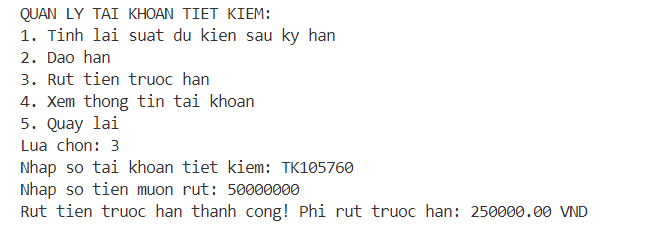 QUAN LY TAI KHOAN TIET KIEM:
1. Tinh lai suat du kien sau ky han
2. Dao han
3. Rut tien truoc han
4. Xem thong tin tai khoan
5. Quay lai
Lua chon: 3
Nhap so tai khoan tiet kiem: TK105760
Nhap so tien muon rut: 50000000
Rut tien truoc han thanh cong! Phi rut truoc han: 250000.00 VND